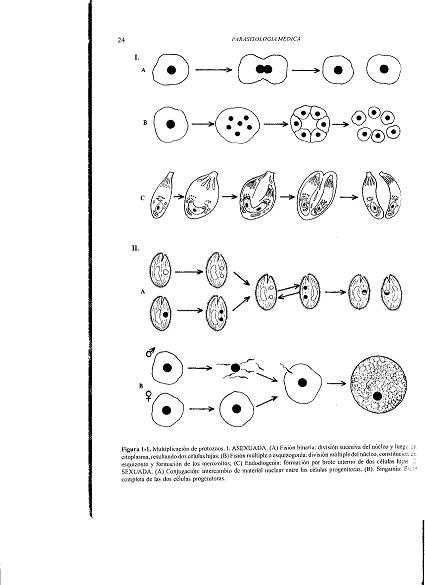 24
PARASITOLOGIA MEDICA
I.
A
B
C
II.
A
♂
B
♀
Figura 1-1. Multiplicación de protozoos. I. ASEXUADA. (A) Fisión binaria: división sucesiva del núcleo y luego
citoplasma, resultando dos células hijas; (B) Fisión múltiple o esquizogonia: división múltiple del núcleo, constitución
esquizonte y formación de los merozoítos; (C) Endodiogenia: formación por brote interno de dos células hijas
SEXUADA. (A) Conjugación: intercambio de material nuclear entre las células progenitoras. (B). Singamia:
completa de las dos células progenitoras.